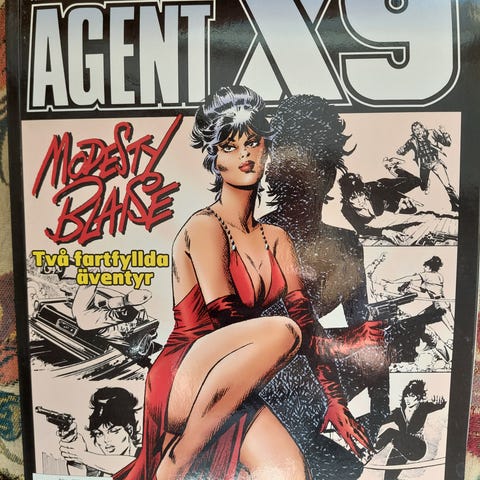 AGENT X9
MODESTY
BLAISE
Två fartfyllda
äventyr